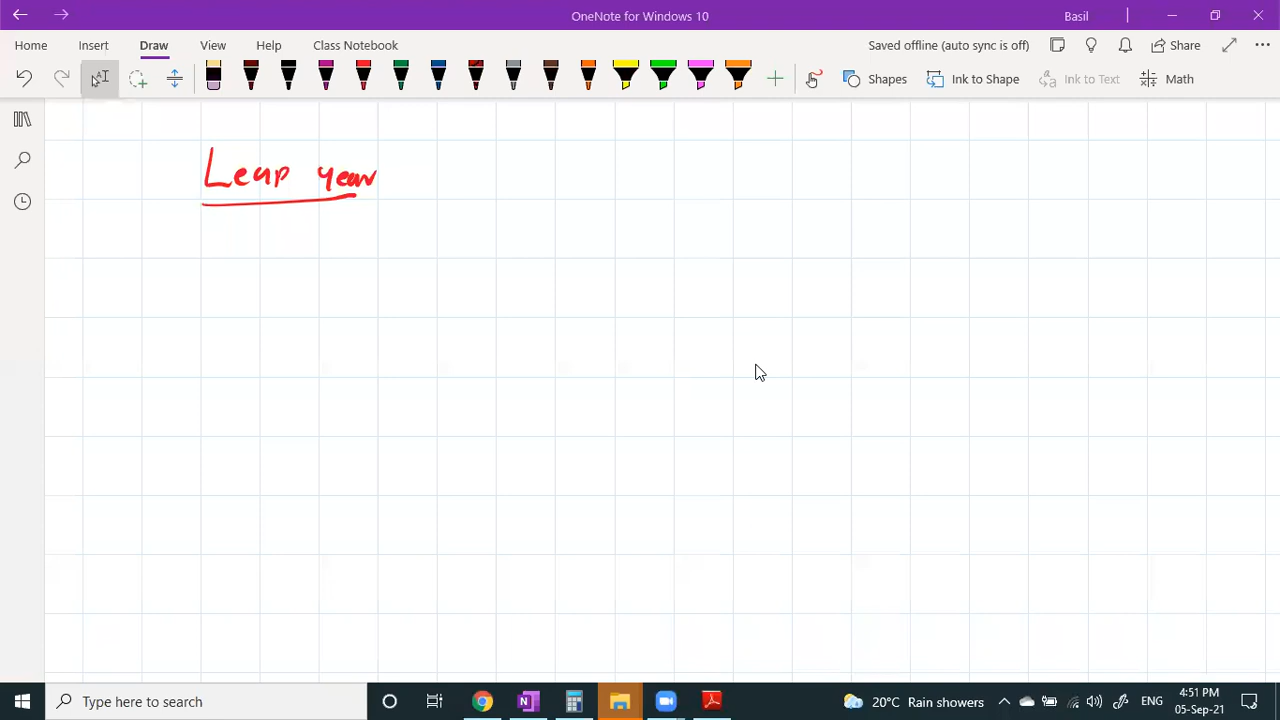 OneNote for Windows 10
Basil
Home Insert Draw View Help Class Notebook
Saved offline (auto sync is off) Share
Shapes Ink to Shape Ink to Text Math
Leap year
Type here to search
20°C Rain showers
ENG
4:51 PM
05-Sep-21